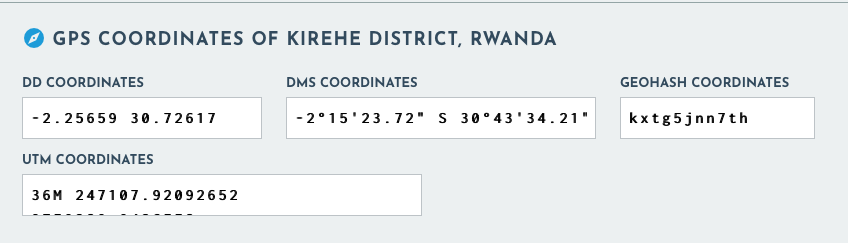 GPS COORDINATES OF KIREHE DISTRICT, RWANDA
DD COORDINATES
-2.25659 30.72617
DMS COORDINATES
-2°15'23.72" S 30°43'34.21"
GEOHASH COORDINATES
kxtg5jnn7th
UTM COORDINATES
36M 247107.92092652